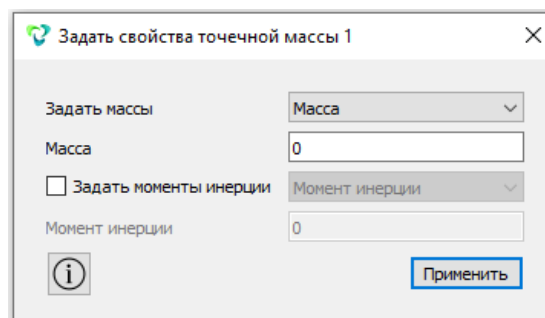 Задать свойства точечной массы 1
Задать массы Масса
Масса 0
Задать моменты инерции Момент инерции
Момент инерции 0
Применить